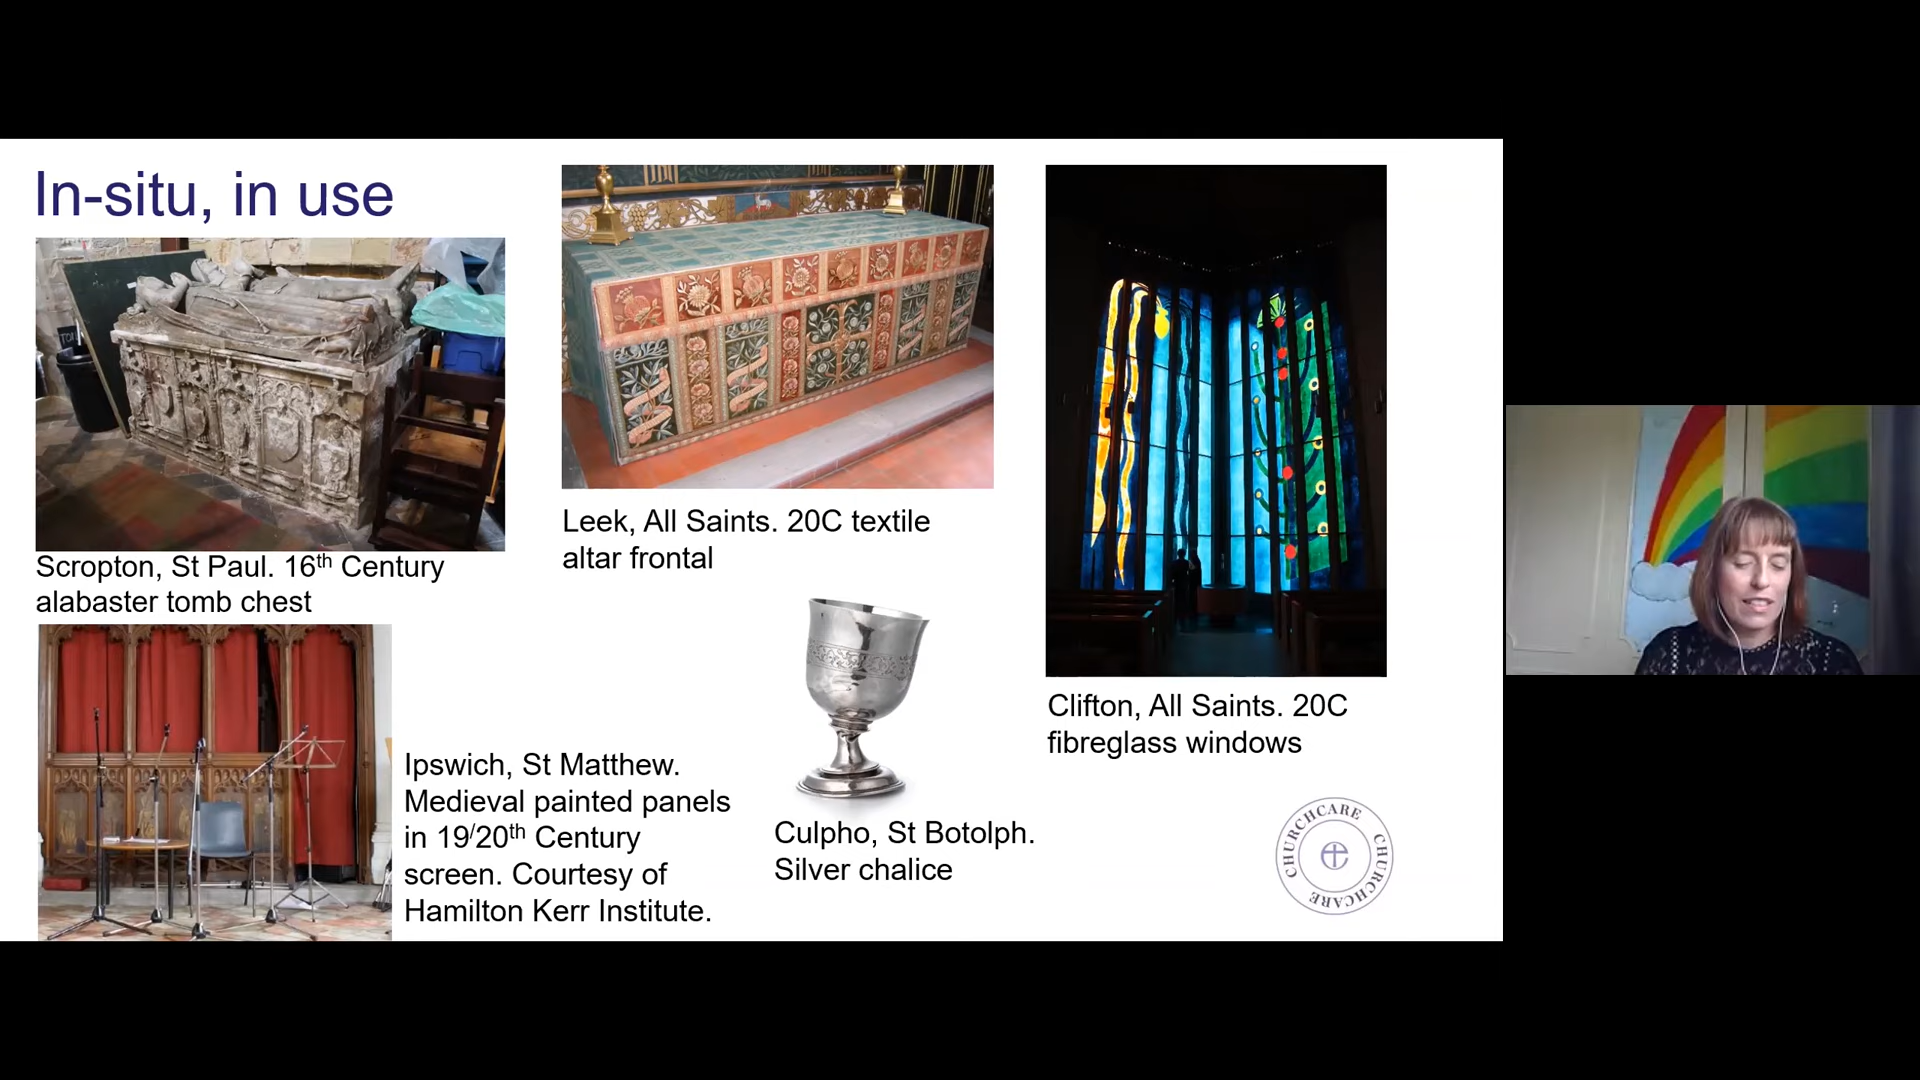 In-situ, in use
Scropton, St Paul. 16th Century
alabaster tomb chest
Leek, All Saints. 20C textile
altar frontal
Clifton, All Saints. 20C
fibreglass windows
Ipswich, St Matthew.
Medieval painted panels
in 19/20th Century
screen. Courtesy of
Hamilton Kerr Institute.
Culpho, St Botolph.
Silver chalice
CHURCHCARE CHURCHCARE CHURCHCARE